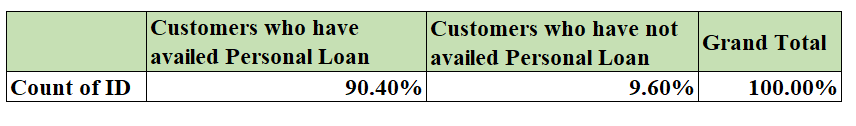 Customers who have
availed Personal Loan
Customers who have not
availed Personal Loan
Grand Total
Count of ID 90.40% 9.60% 100.00%